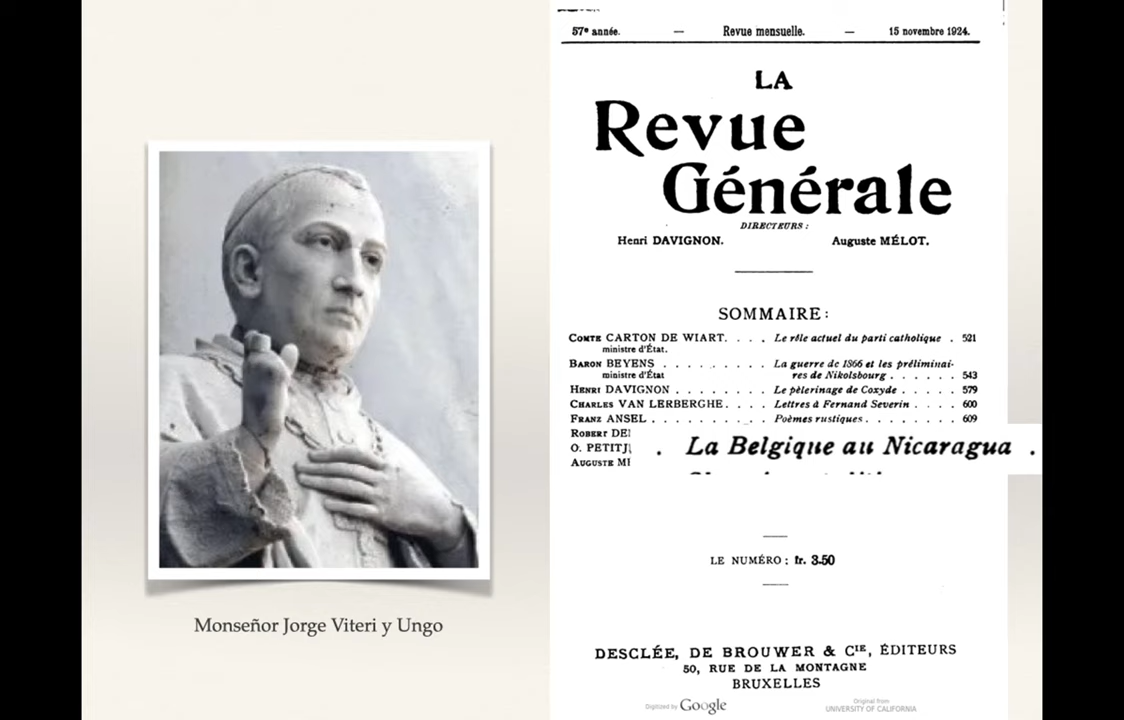 57e année. — Revue mensuelle. — 15 novembre 1924.
LA
Revue
Générale
DIRECTEURS :
Henri DAVIGNON. Auguste MÉLOT.
SOMMAIRE :
COMTE CARTON DE WIART. . . . Le rôle actuel du parti catholique . 521
ministre d'État.
BARON BEYENS . . . . . . . . . . La guerre de 1866 et les préliminai-
ministre d'État res de Nikolsbourg . . . . . . 543
HENRI DAVIGNON . . . . . . . . . Le pèlerinage de Coxyde . . . . . 579
CHARLES VAN LERBERGHE. . . . Lettres à Fernand Severin . . . . 600
FRANZ ANSEL . . . . . . . . . . . Poèmes rustiques . . . . . . . . 609
ROBERT DE
O. PETITJ
. La Belgique au Nicaragua .
AUGUSTE M
LE NUMÉRO : fr. 3.50
DESCLÉE, DE BROUWER & CIE, ÉDITEURS
50, RUE DE LA MONTAGNE
BRUXELLES
Digitized by Google
Original from
UNIVERSITY OF CALIFORNIA
Monseñor Jorge Viteri y Ungo